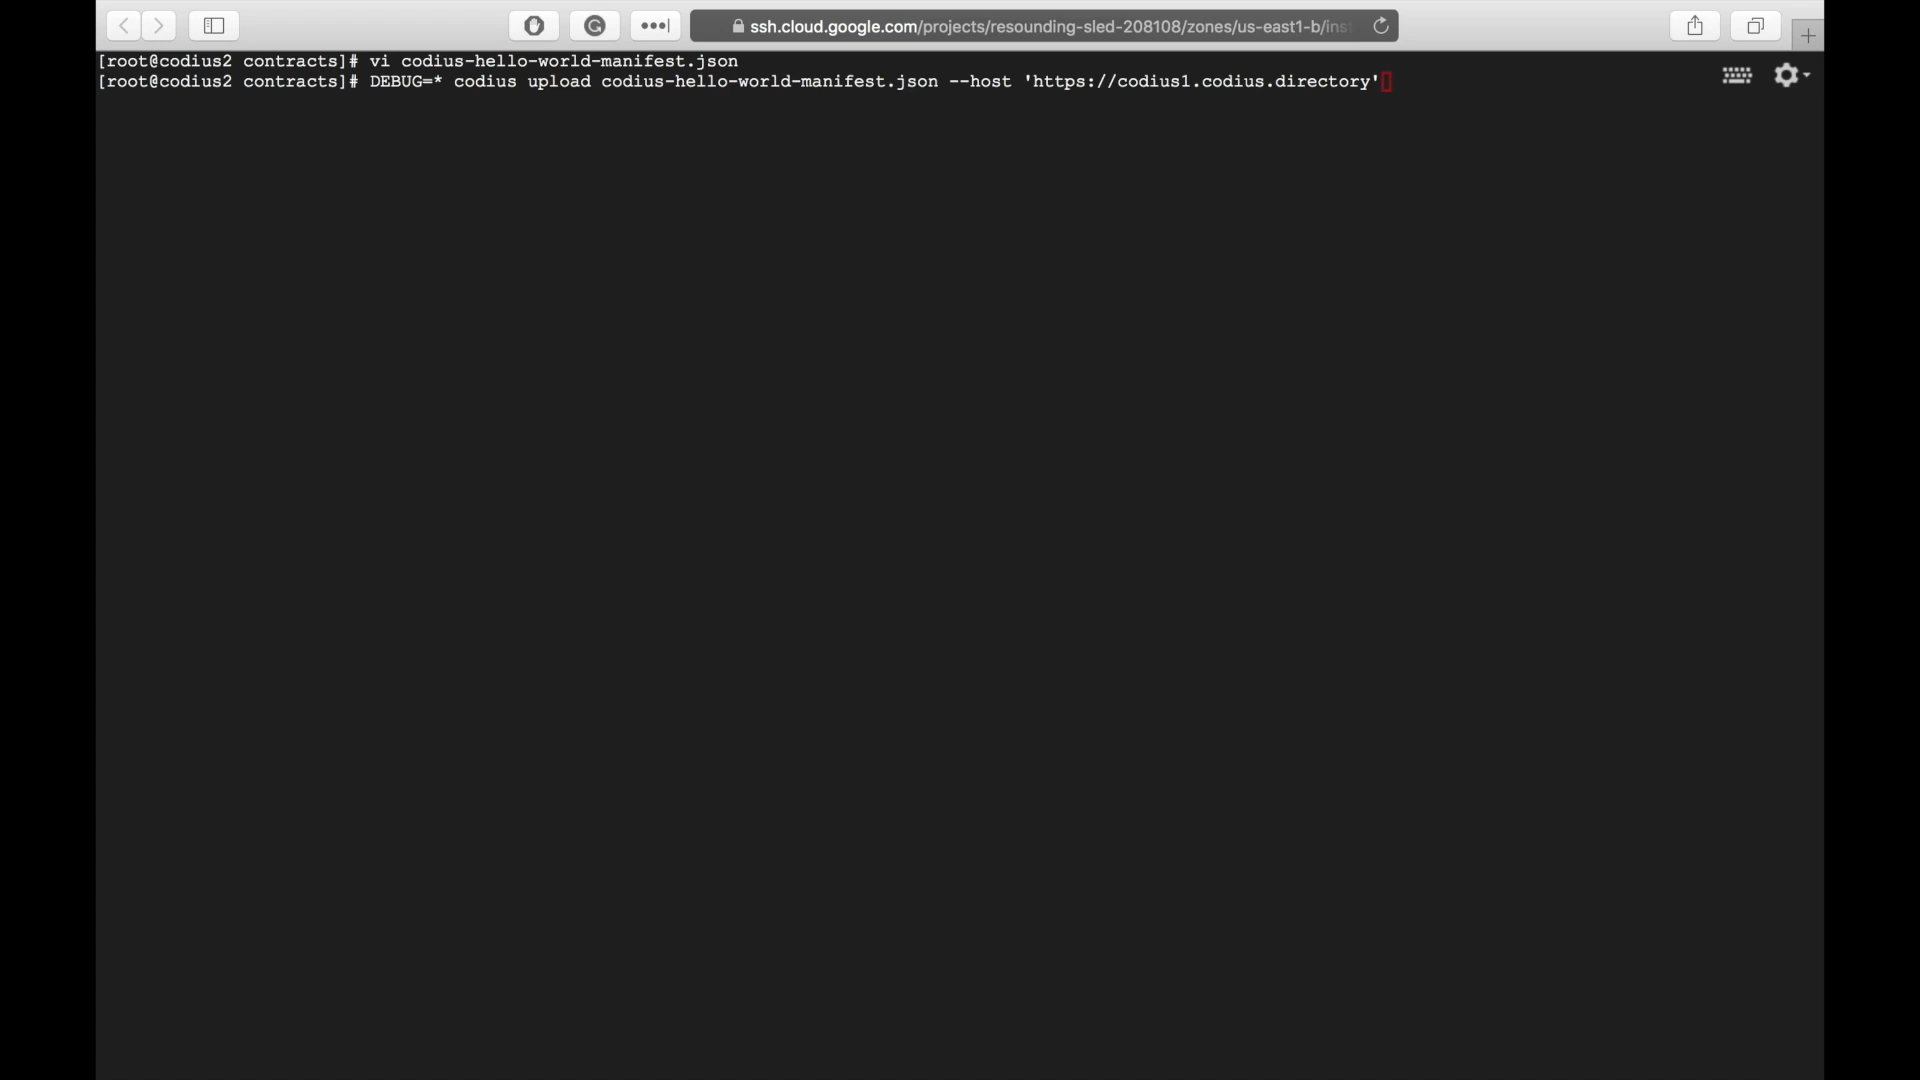 ssh.cloud.google.com/projects/resounding-sled-208108/zones/us-east1-b/ins
[root@codius2 contracts]# vi codius-hello-world-manifest.json
[root@codius2 contracts]# DEBUG=* codius upload codius-hello-world-manifest.json --host 'https://codius1.codius.directory'